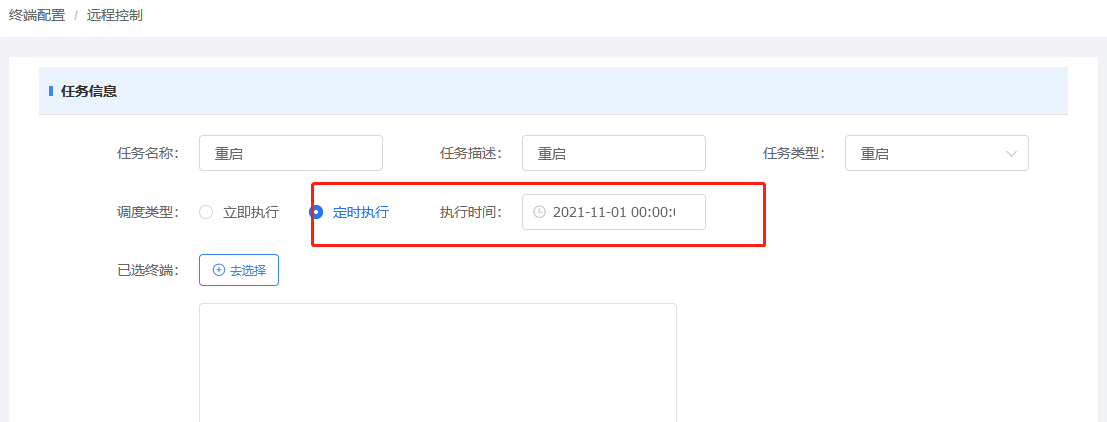 终端配置 / 远程控制
任务信息
任务名称: 重启 任务描述: 重启 任务类型: 重启
调度类型: 立即执行 定时执行 执行时间: 2021-11-01 00:00:0
已选终端: 去选择